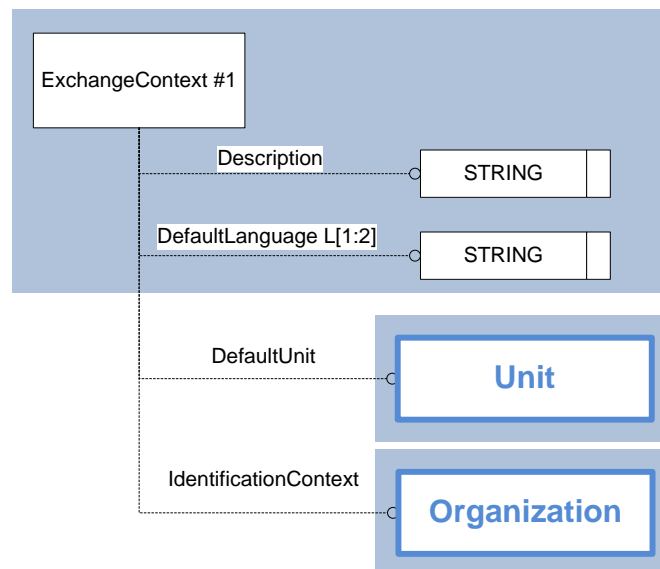 ExchangeContext #1
Description
STRING
DefaultLanguage L[1:2]
STRING
DefaultUnit
Unit
IdentificationContext
Organization